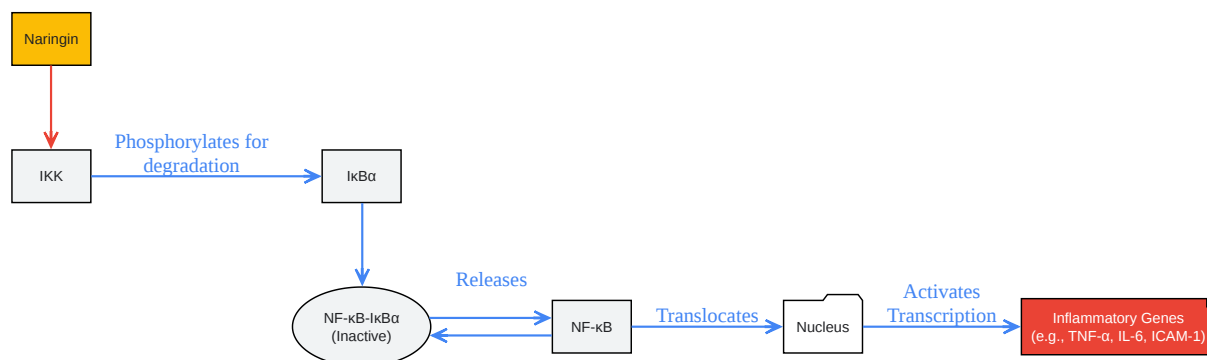 Naringin
Phosphorylates for
degradation
IKK
IκBα
Releases
NF-κB-IκBα
(Inactive)
NF-κB
Translocates
Nucleus
Activates
Transcription
Inflammatory Genes
(e.g., TNF-α, IL-6, ICAM-1)